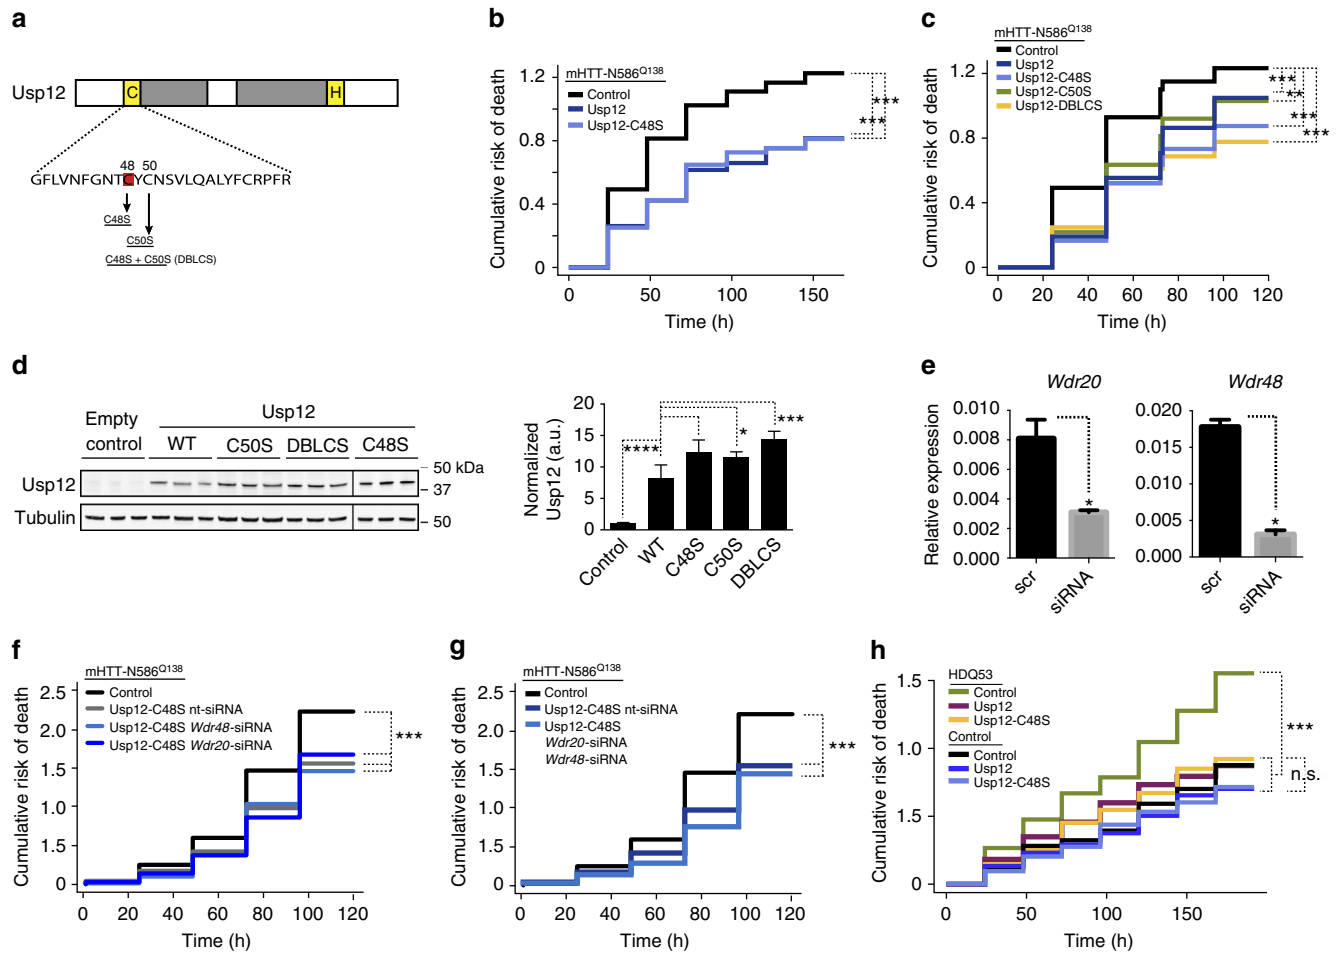 a
Usp12
C
H
48 50
GFLVNFGNTCYCNSVLQALYFCRPFR
C48S
C50S
C48S + C50S (DBLCS)
b
mHTT-N586Q138
Control
Usp12
Usp12-C48S
Cumulative risk of death
1.2
0.8
0.4
0
0 50 100 150
Time (h)
***
***
c
mHTT-N586Q138
Control
Usp12
Usp12-C48S
Usp12-C50S
Usp12-DBLCS
Cumulative risk of death
1.2
0.8
0.4
0
0 20 40 60 80 100 120
Time (h)
***
**
***
***
d
Empty control
Usp12
WT C50S DBLCS C48S
Usp12
Tubulin
50 kDa
37
50
Normalized Usp12 (a.u.)
20
15
10
5
0
****
*
***
Control WT C48S C50S DBLCS
e
Wdr20
Relative expression
0.010
0.008
0.006
0.004
0.002
0.000
*
scr siRNA
Wdr48
0.020
0.015
0.010
0.005
0.000
*
scr siRNA
f
mHTT-N586Q138
Control
Usp12-C48S nt-siRNA
Usp12-C48S Wdr48-siRNA
Usp12-C48S Wdr20-siRNA
Cumulative risk of death
2.5
2.0
1.5
1.0
1.5
0
0 20 40 60 80 100 120
Time (h)
***
g
mHTT-N586Q138
Control
Usp12-C48S nt-siRNA
Usp12-C48S
Wdr20-siRNA
Wdr48-siRNA
Cumulative risk of death
2.5
2.0
1.5
1.0
1.5
0
0 20 40 60 80 100 120
Time (h)
***
h
HDQ53
Control
Usp12
Usp12-C48S
Control
Control
Usp12
Usp12-C48S
Cumulative risk of death
1.5
1.0
1.5
0
0 50 100 150
Time (h)
***
n.s.